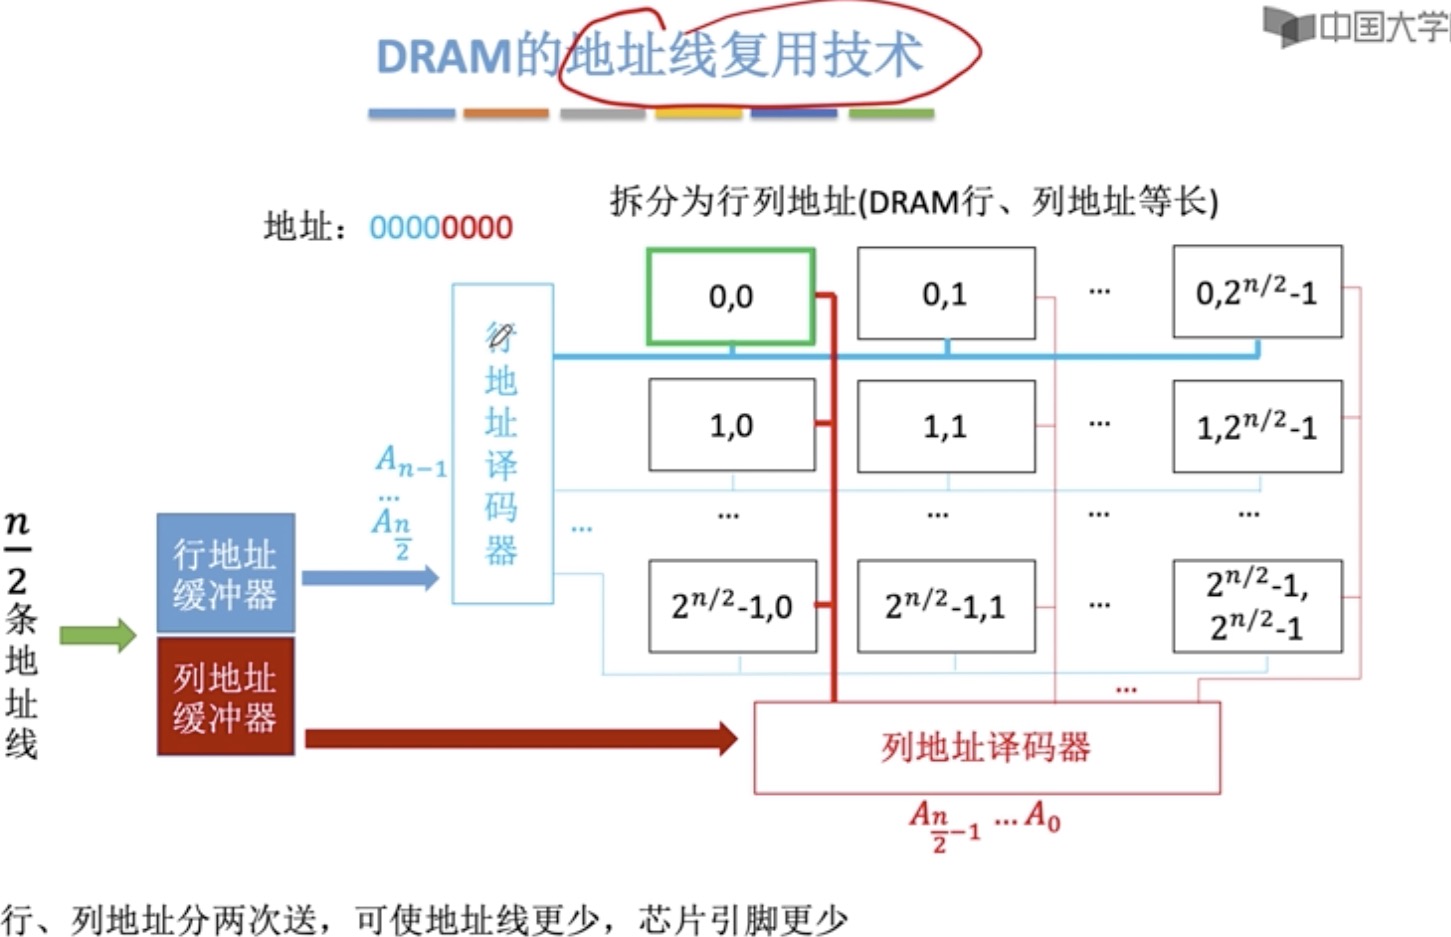 中国大学
DRAM的地址线复用技术
拆分为行列地址(DRAM行、列地址等长)
地址：00000000
0,0
0,1
...
0,2^{n/2}-1
行地址译码器
1,0
1,1
...
1,2^{n/2}-1
A_{n-1}
...
A_{\frac{n}{2}}
...
...
...
...
...
\frac{n}{2}条地址线
行地址
缓冲器
2^{n/2}-1,0
2^{n/2}-1,1
...
2^{n/2}-1,
2^{n/2}-1
列地址
缓冲器
...
列地址译码器
A_{\frac{n}{2}-1} ...A_0
行、列地址分两次送，可使地址线更少，芯片引脚更少